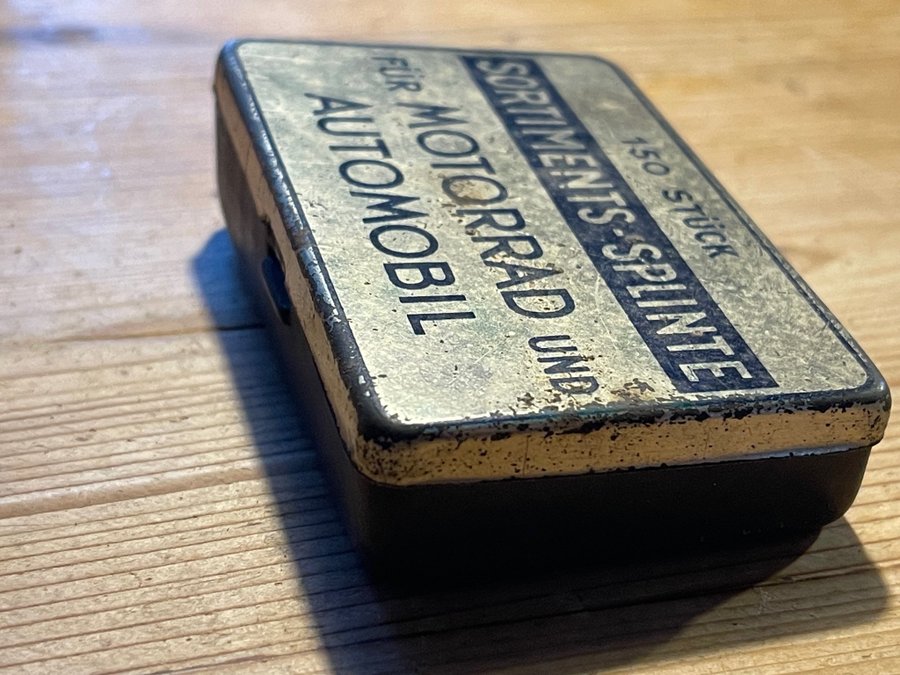 150 STÜCK
SORTIMENTS-SPLINTE
FÜR MOTORRAD UND
AUTOMOBIL